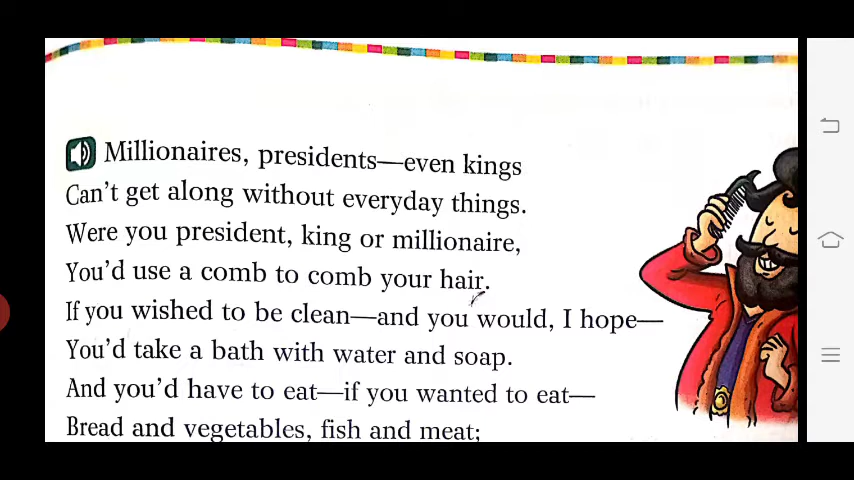 Millionaires, presidents—even kings
Can't get along without everyday things.
Were you president, king or millionaire,
You'd use a comb to comb your hair.
If you wished to be clean—and you would, I hope—
You'd take a bath with water and soap.
And you'd have to eat—if you wanted to eat—
Bread and vegetables, fish and meat;